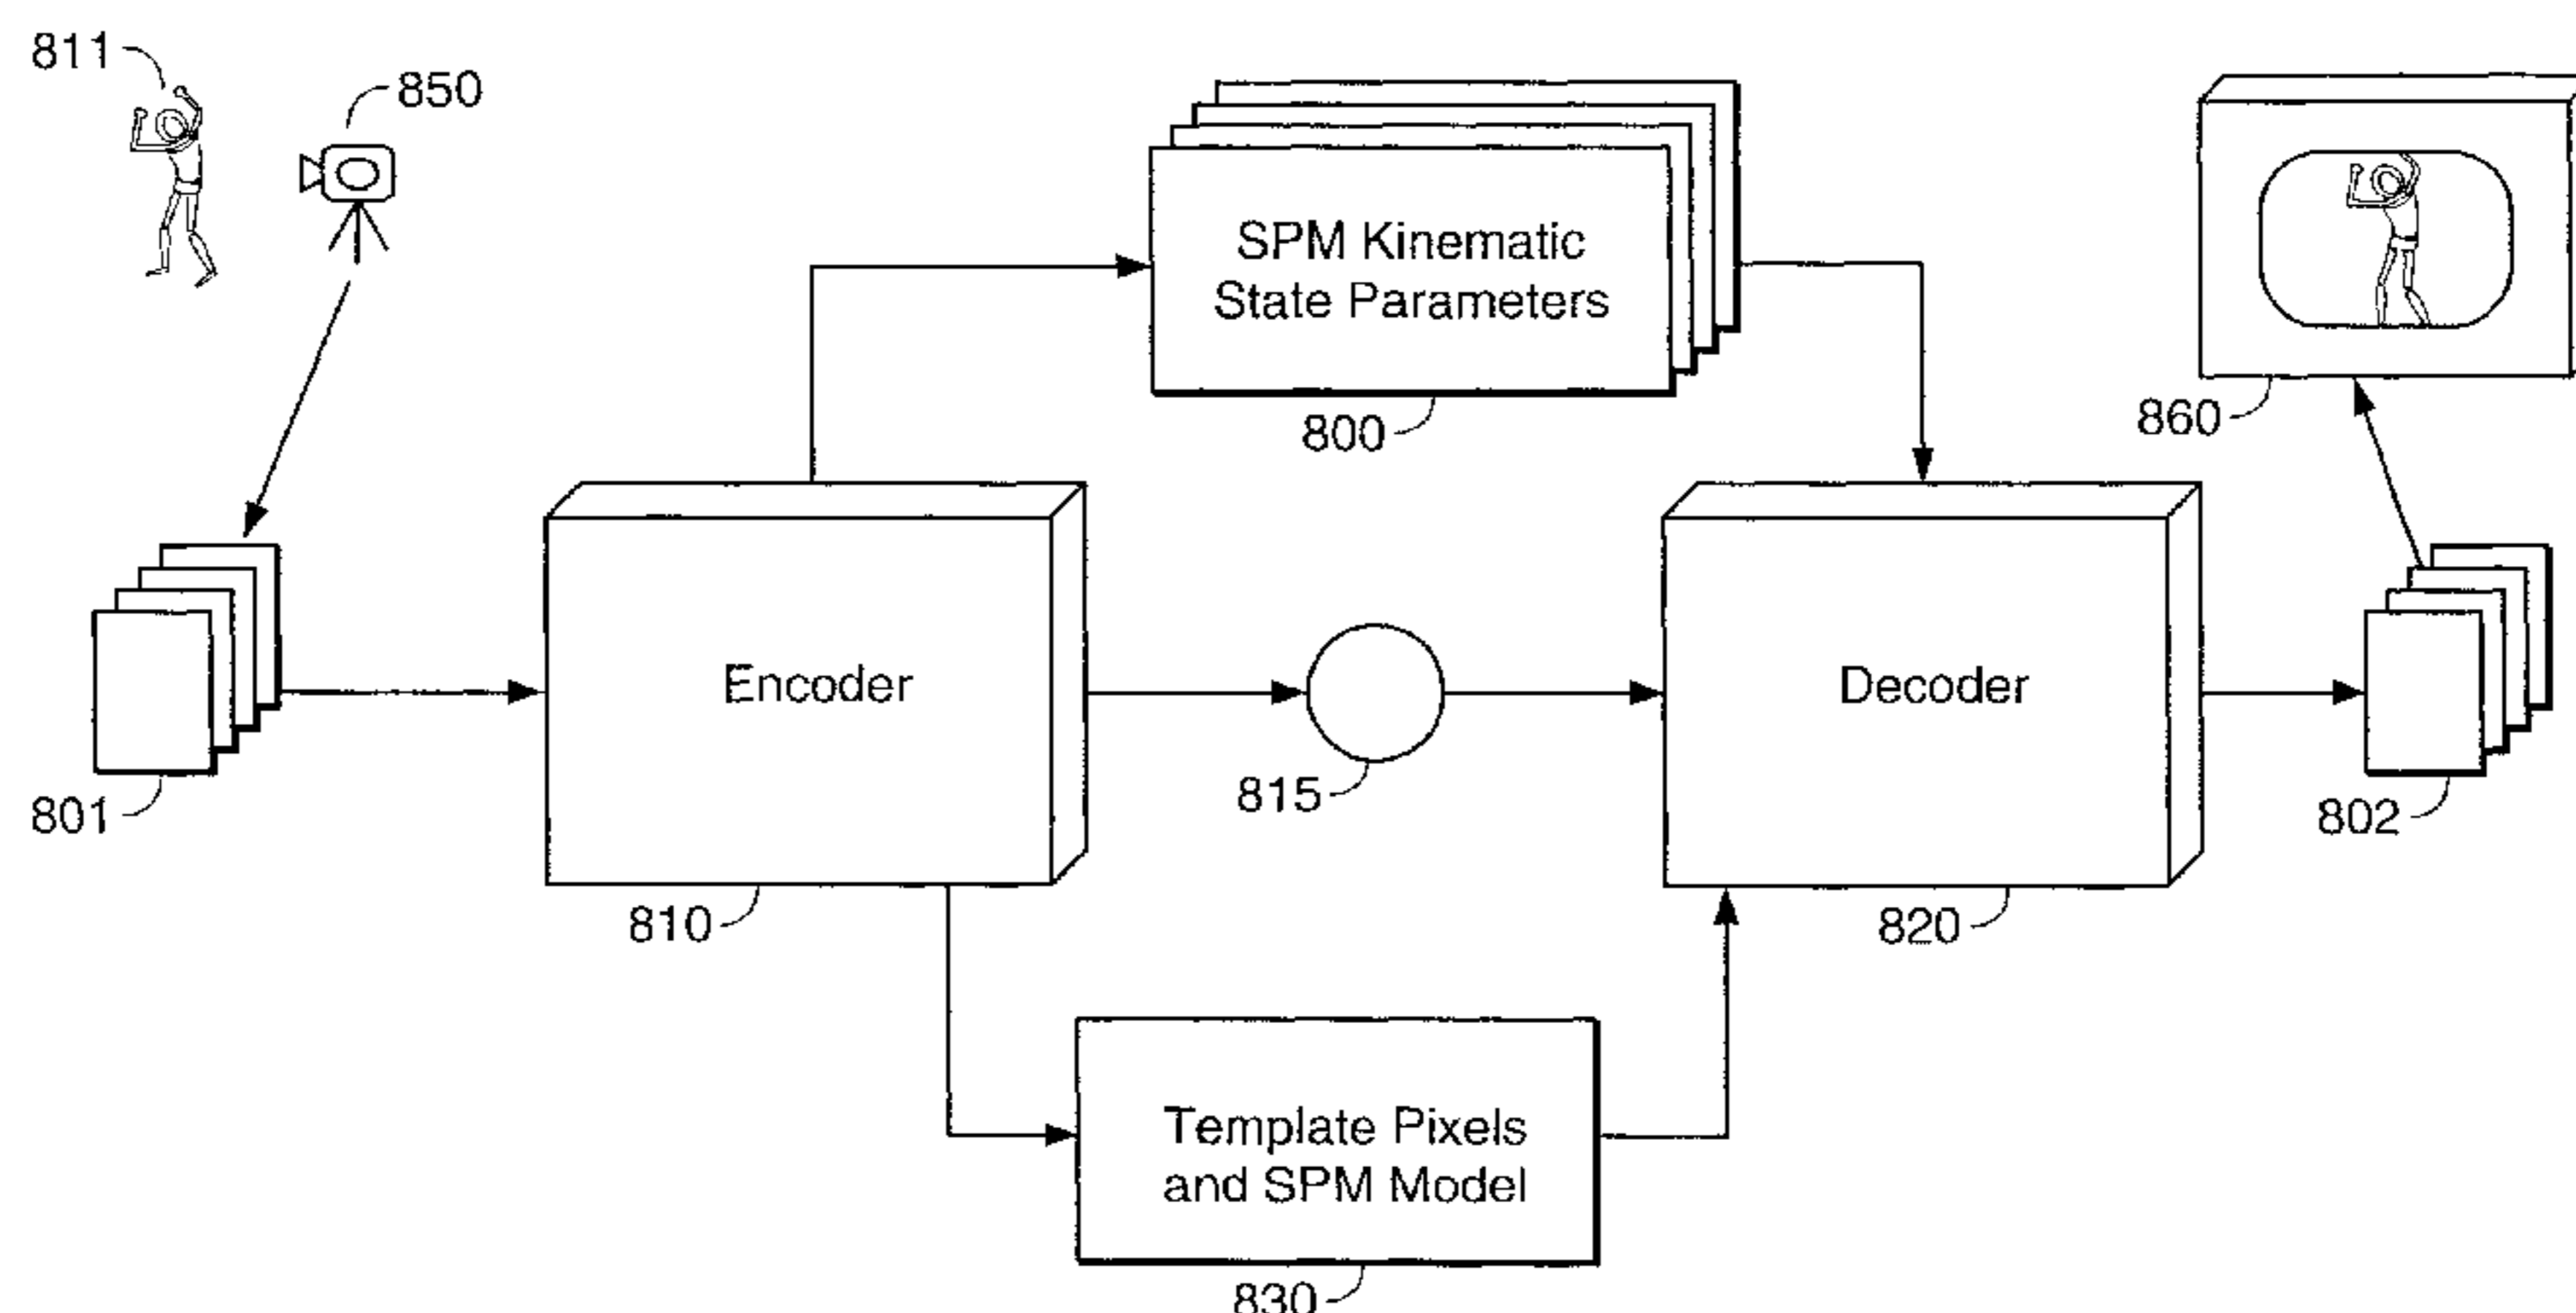 811
850
SPM Kinematic
State Parameters
800
860
Encoder
Decoder
815
801
802
810
820
Template Pixels
and SPM Model
830